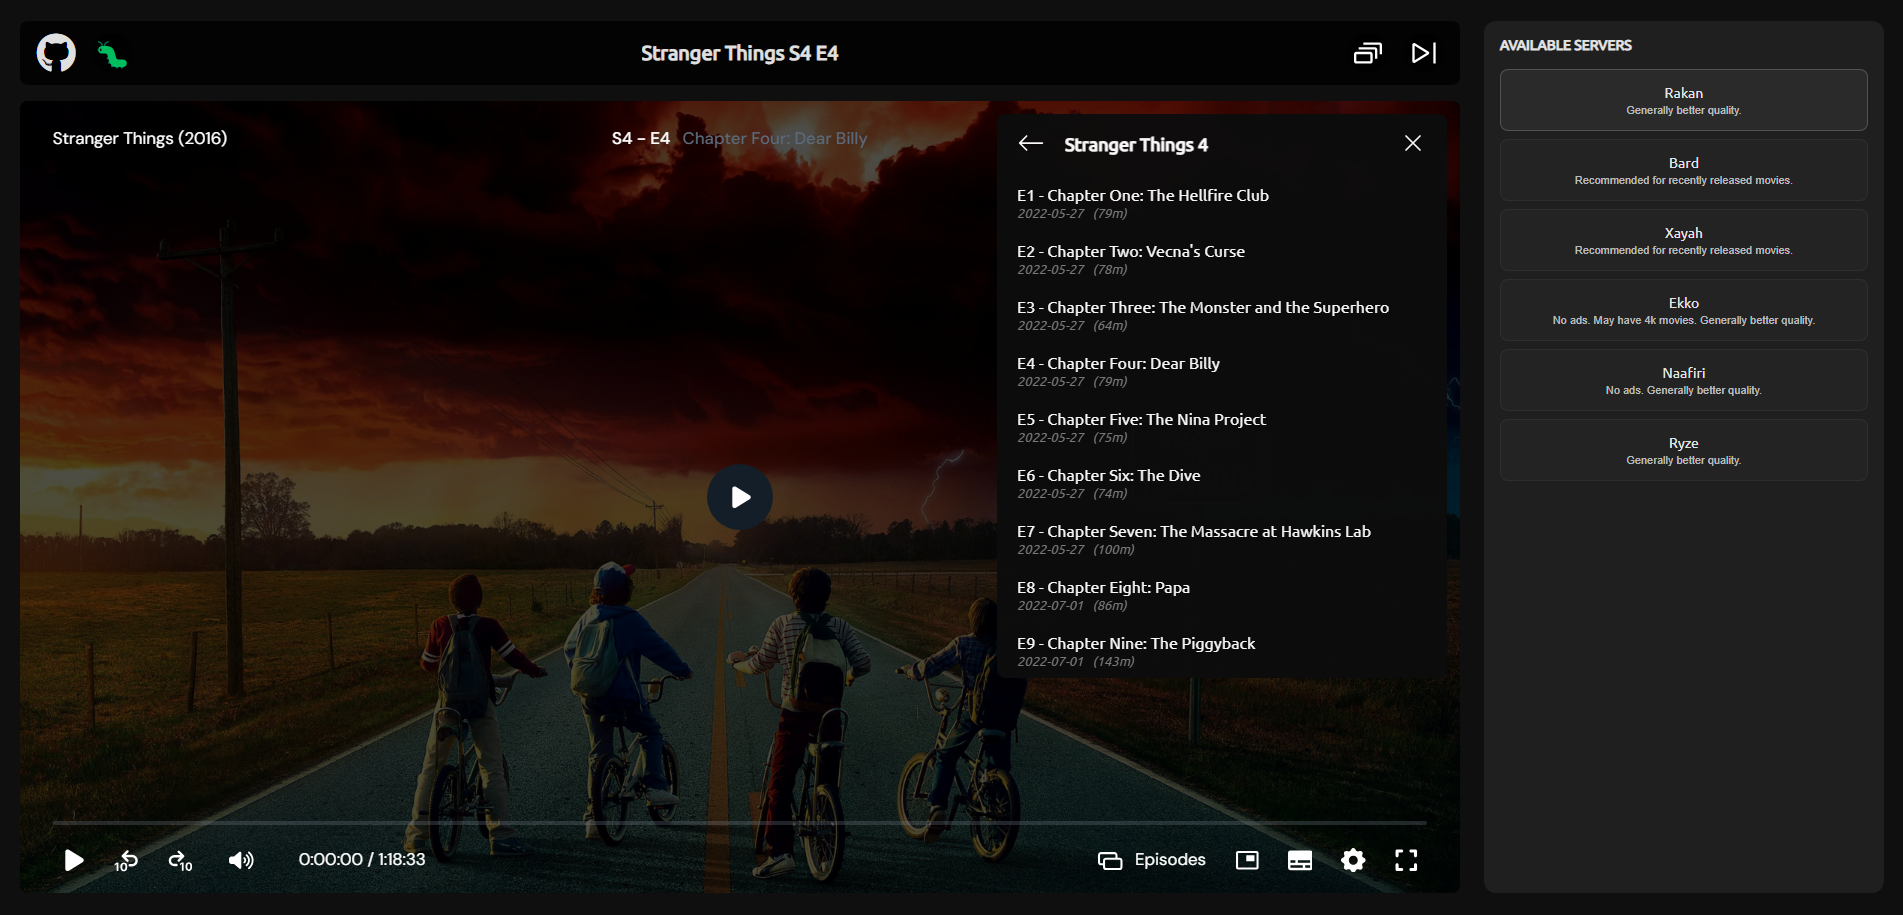 Stranger Things S4 E4
Stranger Things (2016)
S4 – E4 Chapter Four: Dear Billy
Stranger Things 4
E1 - Chapter One: The Hellfire Club
2022-05-27 (79m)
E2 - Chapter Two: Vecna's Curse
2022-05-27 (78m)
E3 - Chapter Three: The Monster and the Superhero
2022-05-27 (64m)
E4 - Chapter Four: Dear Billy
2022-05-27 (79m)
E5 - Chapter Five: The Nina Project
2022-05-27 (75m)
E6 - Chapter Six: The Dive
2022-05-27 (74m)
E7 - Chapter Seven: The Massacre at Hawkins Lab
2022-05-27 (100m)
E8 - Chapter Eight: Papa
2022-07-01 (86m)
E9 - Chapter Nine: The Piggyback
2022-07-01 (143m)
10
10
0:00:00 / 1:18:33
Episodes
AVAILABLE SERVERS
Rakan
Generally better quality.
Bard
Recommended for recently released movies.
Xayah
Recommended for recently released movies.
Ekko
No ads. May have 4k movies. Generally better quality.
Naafiri
No ads. Generally better quality.
Ryze
Generally better quality.